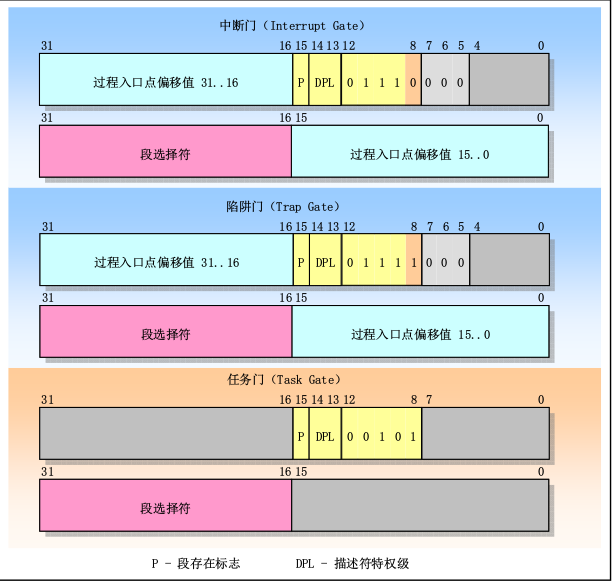 中断门（Interrupt Gate）
31 16 15 14 13 12 8 7 6 5 4 0
过程入口点偏移值 31..16 P DPL 0 1 1 1 0 0 0 0
31 16 15 0
段选择符 过程入口点偏移值 15..0
陷阱门（Trap Gate）
31 16 15 14 13 12 8 7 6 5 4 0
过程入口点偏移值 31..16 P DPL 0 1 1 1 1 0 0 0
31 16 15 0
段选择符 过程入口点偏移值 15..0
任务门（Task Gate）
31 16 15 14 13 12 8 7 0
P DPL 0 0 1 0 1
31 16 15 0
段选择符
P - 段存在标志 DPL - 描述符特权级